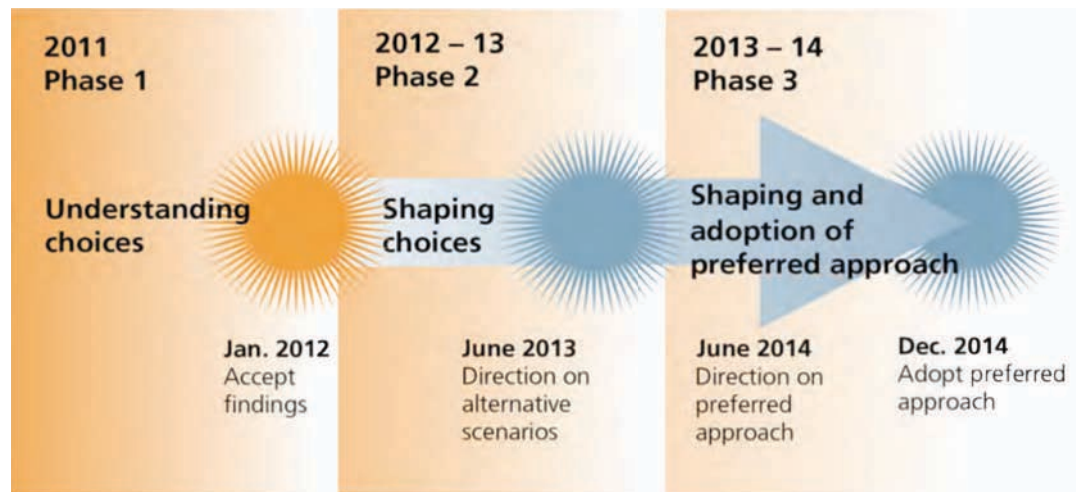 2011
Phase 1
2012 – 13
Phase 2
2013 – 14
Phase 3
Understanding
choices
Shaping
choices
Shaping and
adoption of
preferred approach
Jan. 2012
Accept
findings
June 2013
Direction on
alternative
scenarios
June 2014
Direction on
preferred
approach
Dec. 2014
Adopt preferred
approach